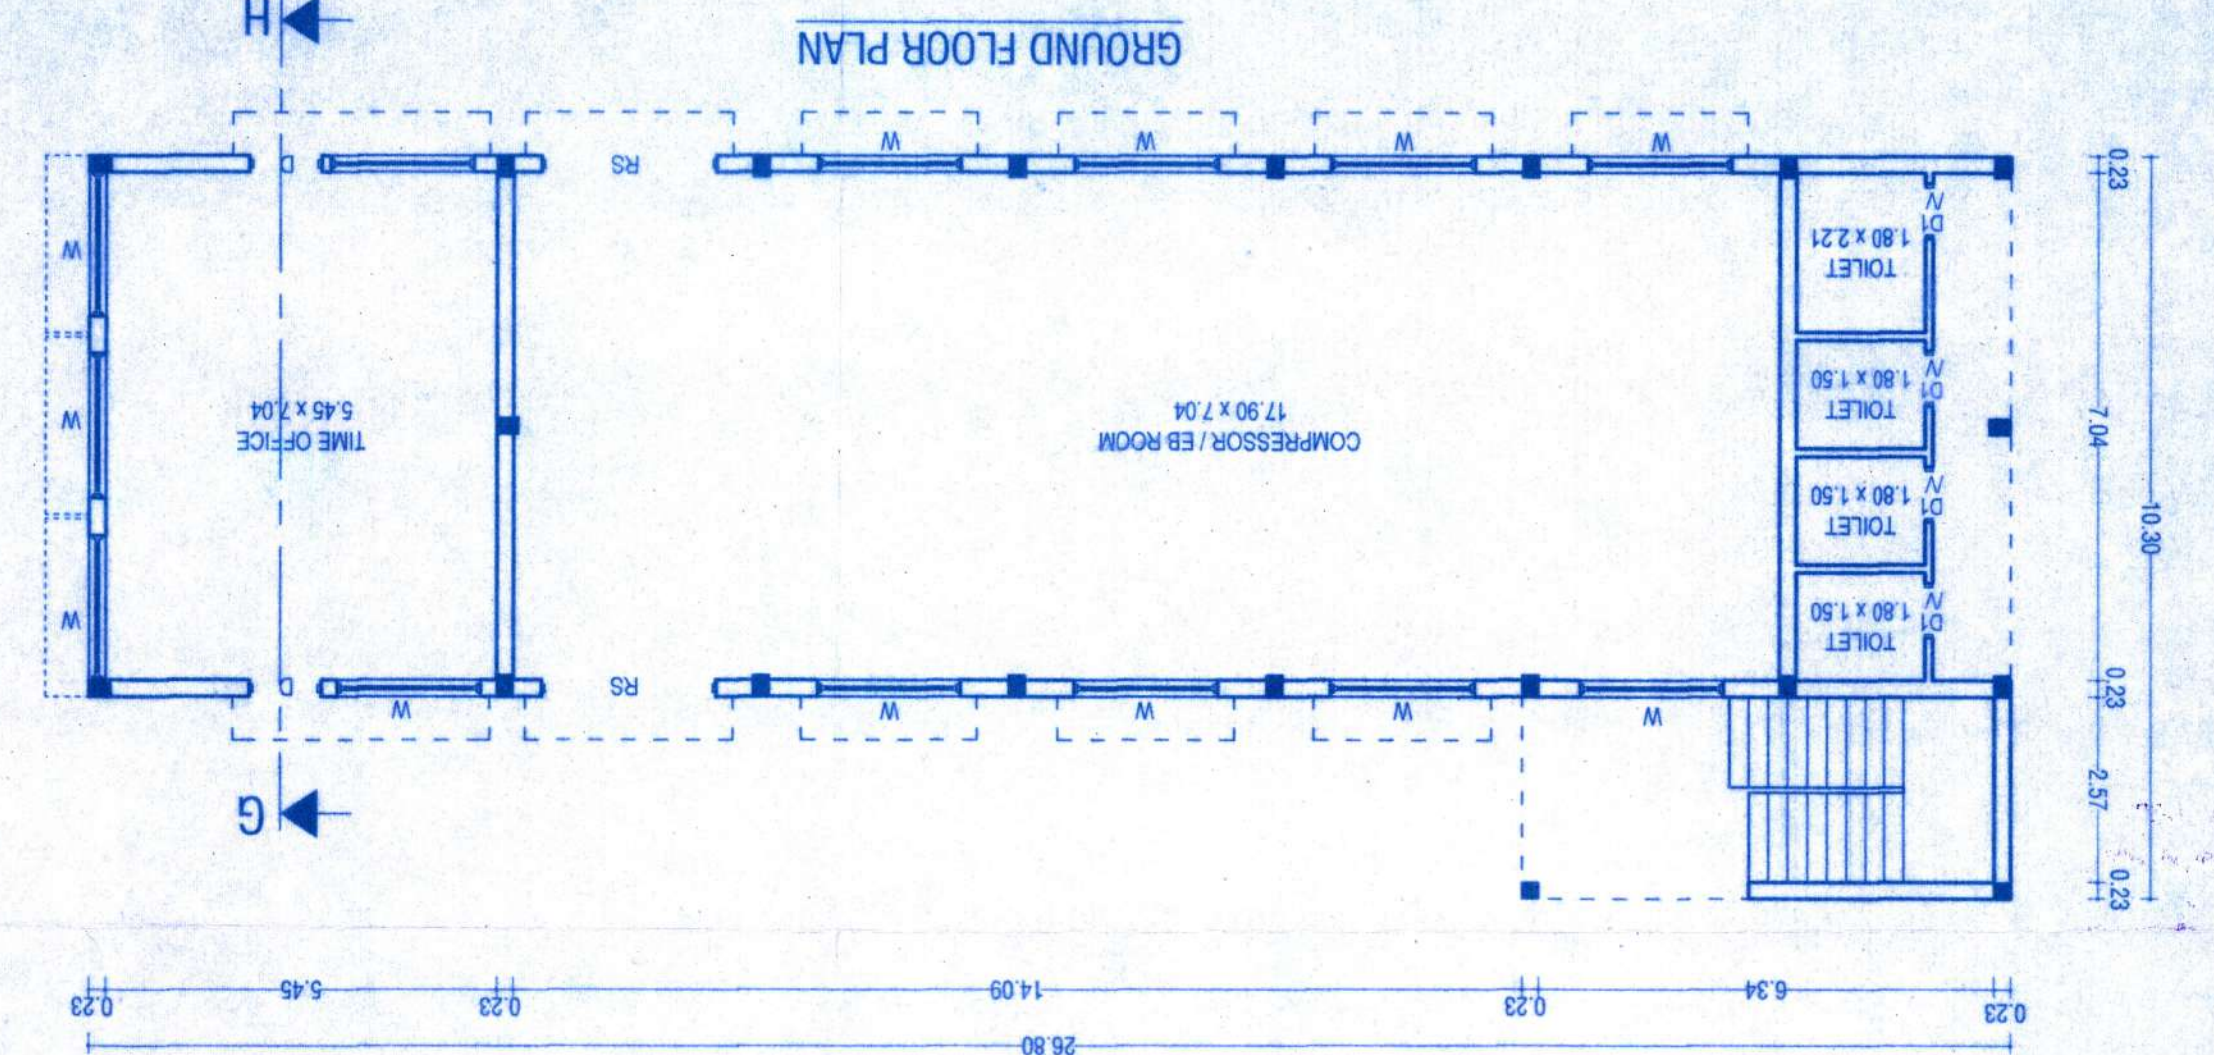 26.80
0.23 6.34 0.23 14.09 0.23 5.45 0.23
0.23
2.57
0.23
10.30
7.04
0.23
G
W W W W W
RS D
TOILET
1.80 x 1.50
D1
/V
TOILET
1.80 x 1.50
D1
/V
TOILET
1.80 x 1.50
D1
/V
TOILET
1.80 x 2.21
D1
/V
COMPRESSOR / EB ROOM
17.90 x 7.04
TIME OFFICE
5.45 x 7.04
W
W
W
RS D
W W W W
GROUND FLOOR PLAN
H